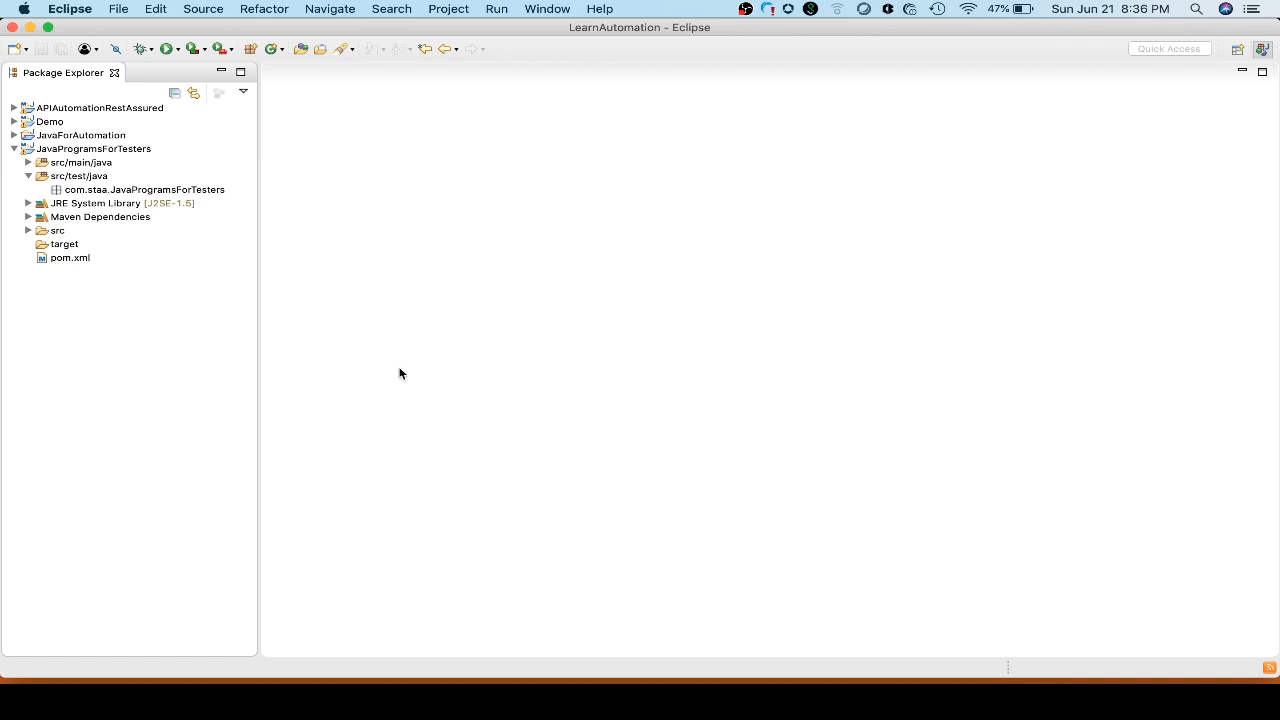 Eclipse File Edit Source Refactor Navigate Search Project Run Window Help 47% Sun Jun 21 8:36 PM
LearnAutomation - Eclipse
Quick Access
Package Explorer
APIAutomationRestAssured
Demo
JavaForAutomation
JavaProgramsForTesters
src/main/java
src/test/java
com.staa.JavaProgramsForTesters
JRE System Library [J2SE-1.5]
Maven Dependencies
src
target
pom.xml